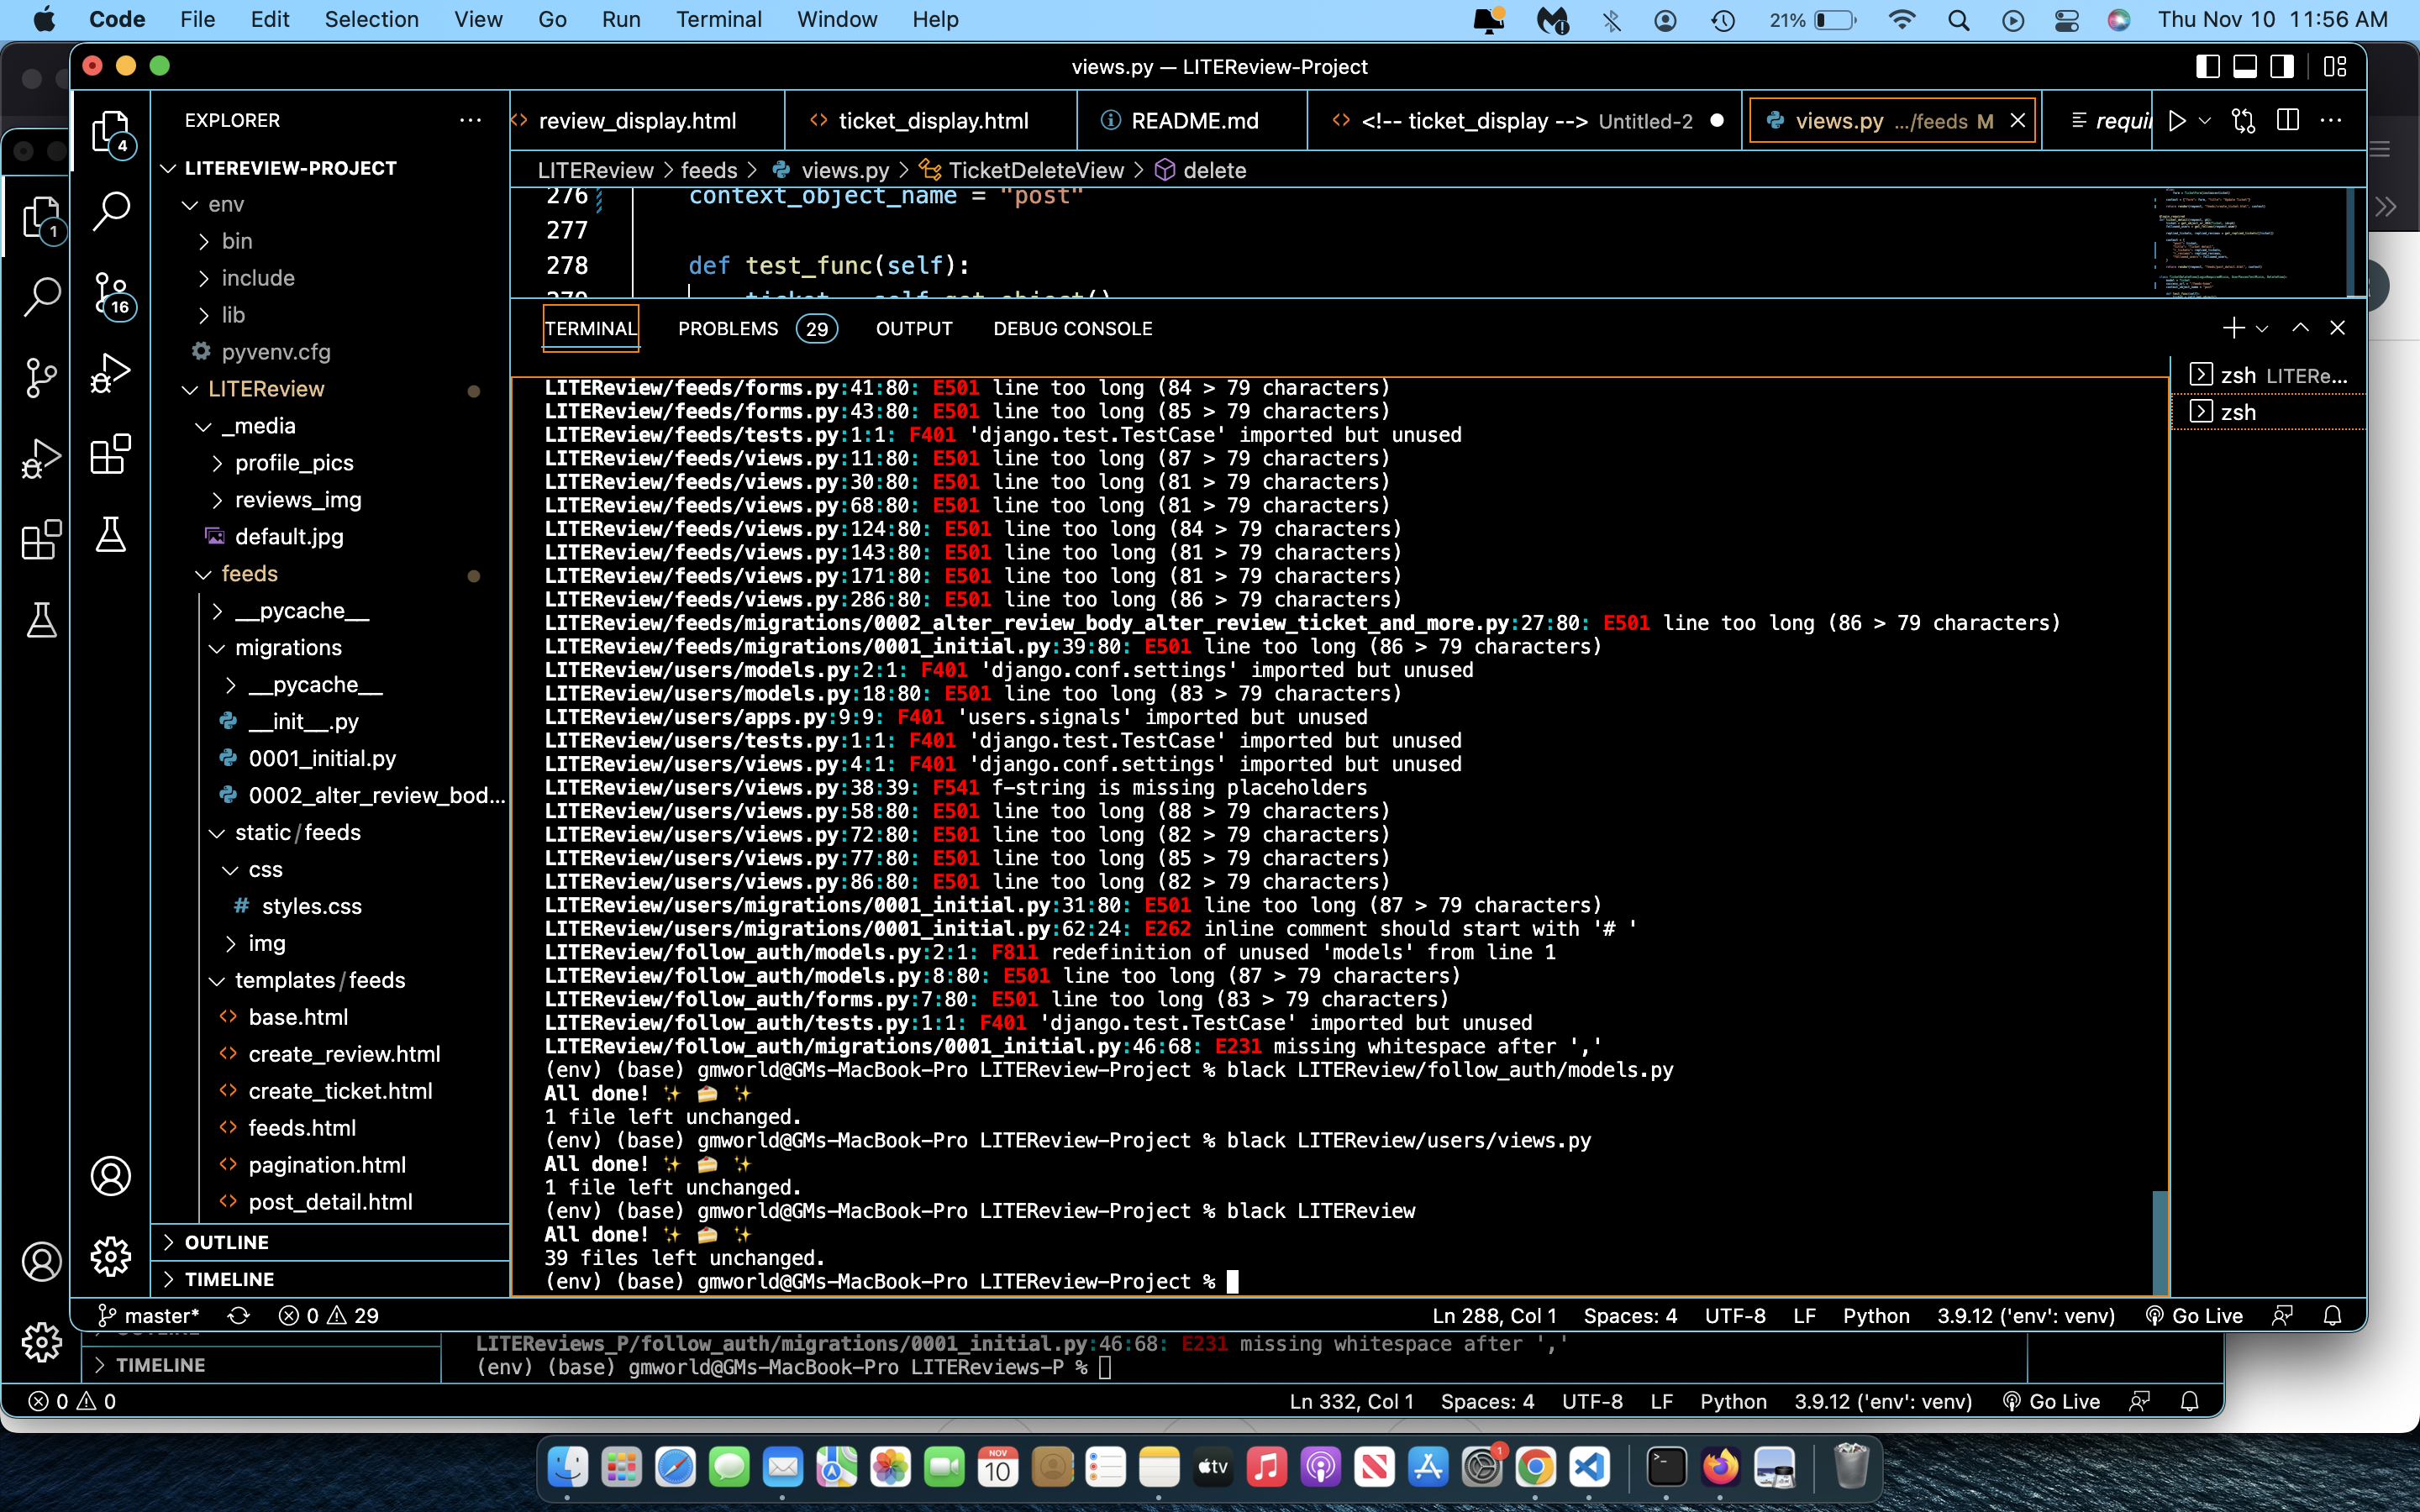 Code File Edit Selection View Go Run Terminal Window Help 21% Thu Nov 10 11:56 AM
views.py — LITEReview-Project
EXPLORER
review_display.html ticket_display.html README.md <!-- ticket_display --> Untitled-2 views.py .../feeds M requi
LITEReview > feeds > views.py > TicketDeleteView > delete
276 context_object_name = "post"
277
278 def test_func(self):
279 ticket = self.get_object()
TERMINAL PROBLEMS 29 OUTPUT DEBUG CONSOLE
zsh LITERe...
zsh
4
16
1
LITEREVIEW-PROJECT
env
bin
include
lib
pyvenv.cfg
LITEReview
_media
profile_pics
reviews_img
default.jpg
feeds
__pycache__
migrations
__pycache__
__init__.py
0001_initial.py
0002_alter_review_bod...
static/feeds
css
# styles.css
img
templates/feeds
base.html
create_review.html
create_ticket.html
feeds.html
pagination.html
post_detail.html
OUTLINE
TIMELINE
LITEReview/feeds/forms.py:41:80: E501 line too long (84 > 79 characters)
LITEReview/feeds/forms.py:43:80: E501 line too long (85 > 79 characters)
LITEReview/feeds/tests.py:1:1: F401 'django.test.TestCase' imported but unused
LITEReview/feeds/views.py:11:80: E501 line too long (87 > 79 characters)
LITEReview/feeds/views.py:30:80: E501 line too long (81 > 79 characters)
LITEReview/feeds/views.py:68:80: E501 line too long (81 > 79 characters)
LITEReview/feeds/views.py:124:80: E501 line too long (84 > 79 characters)
LITEReview/feeds/views.py:143:80: E501 line too long (81 > 79 characters)
LITEReview/feeds/views.py:171:80: E501 line too long (81 > 79 characters)
LITEReview/feeds/views.py:286:80: E501 line too long (86 > 79 characters)
LITEReview/feeds/migrations/0002_alter_review_body_alter_review_ticket_and_more.py:27:80: E501 line too long (86 > 79 characters)
LITEReview/feeds/migrations/0001_initial.py:39:80: E501 line too long (86 > 79 characters)
LITEReview/users/models.py:2:1: F401 'django.conf.settings' imported but unused
LITEReview/users/models.py:18:80: E501 line too long (83 > 79 characters)
LITEReview/users/apps.py:9:9: F401 'users.signals' imported but unused
LITEReview/users/tests.py:1:1: F401 'django.test.TestCase' imported but unused
LITEReview/users/views.py:4:1: F401 'django.conf.settings' imported but unused
LITEReview/users/views.py:38:39: F541 f-string is missing placeholders
LITEReview/users/views.py:58:80: E501 line too long (88 > 79 characters)
LITEReview/users/views.py:72:80: E501 line too long (82 > 79 characters)
LITEReview/users/views.py:77:80: E501 line too long (85 > 79 characters)
LITEReview/users/views.py:86:80: E501 line too long (82 > 79 characters)
LITEReview/users/migrations/0001_initial.py:31:80: E501 line too long (87 > 79 characters)
LITEReview/users/migrations/0001_initial.py:62:24: E262 inline comment should start with '# '
LITEReview/follow_auth/models.py:2:1: F811 redefinition of unused 'models' from line 1
LITEReview/follow_auth/models.py:8:80: E501 line too long (87 > 79 characters)
LITEReview/follow_auth/forms.py:7:80: E501 line too long (83 > 79 characters)
LITEReview/follow_auth/tests.py:1:1: F401 'django.test.TestCase' imported but unused
LITEReview/follow_auth/migrations/0001_initial.py:46:68: E231 missing whitespace after ','
(env) (base) gmworld@GMs-MacBook-Pro LITEReview-Project % black LITEReview/follow_auth/models.py
All done! ✨ 🍰 ✨
1 file left unchanged.
(env) (base) gmworld@GMs-MacBook-Pro LITEReview-Project % black LITEReview/users/views.py
All done! ✨ 🍰 ✨
1 file left unchanged.
(env) (base) gmworld@GMs-MacBook-Pro LITEReview-Project % black LITEReview
All done! ✨ 🍰 ✨
39 files left unchanged.
(env) (base) gmworld@GMs-MacBook-Pro LITEReview-Project %
master* 0 29 Ln 288, Col 1 Spaces: 4 UTF-8 LF Python 3.9.12 ('env': venv) Go Live
LITEReviews_P/follow_auth/migrations/0001_initial.py:46:68: E231 missing whitespace after ','
TIMELINE (env) (base) gmworld@GMs-MacBook-Pro LITEReviews-P %
0 0 Ln 332, Col 1 Spaces: 4 UTF-8 LF Python 3.9.12 ('env': venv) Go Live
NOV
10
tv
1